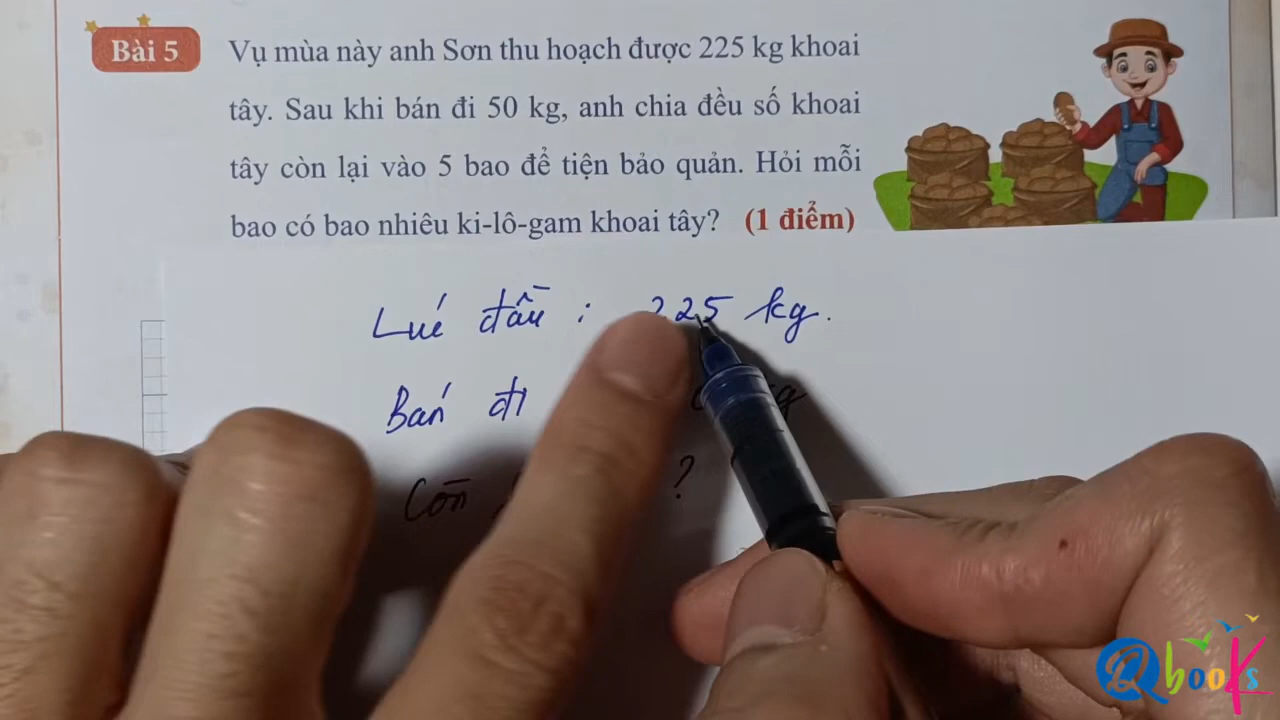 Bài 5
Vụ mùa này anh Sơn thu hoạch được 225 kg khoai
tây. Sau khi bán đi 50 kg, anh chia đều số khoai
tây còn lại vào 5 bao để tiện bảo quản. Hỏi mỗi
bao có bao nhiêu ki-lô-gam khoai tây? (1 điểm)
Lúc đầu : 225 kg.
Bán đi kg
Còn ?
Qbooks